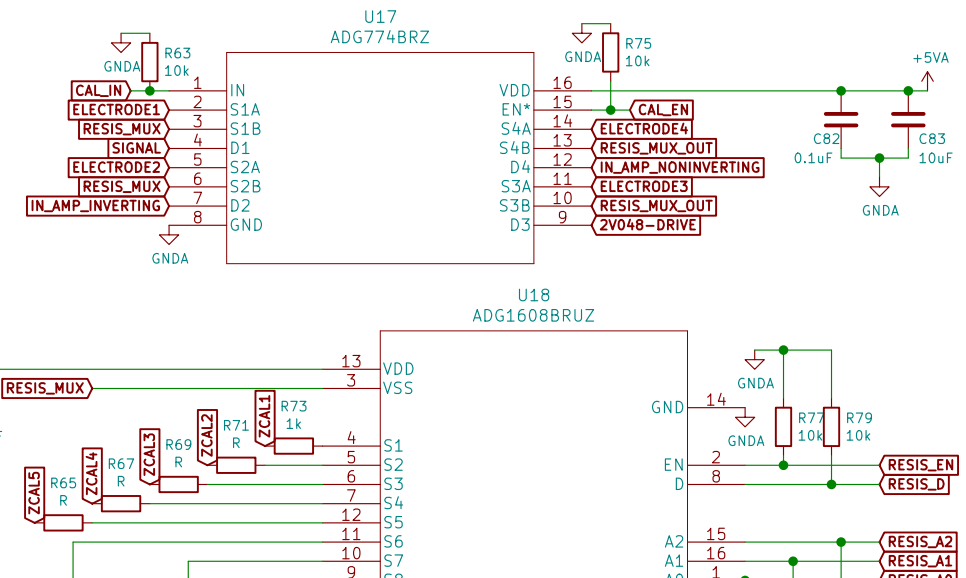 U17
ADG774BRZ
GNDA
R63
10k
GNDA
R75
10k
+5VA
CAL_IN 1 IN
ELECTRODE1 2 S1A
RESIS_MUX 3 S1B
SIGNAL 4 D1
ELECTRODE2 5 S2A
RESIS_MUX 6 S2B
IN_AMP_INVERTING 7 D2
8 GND
GNDA
VDD 16
EN* 15 CAL_EN
S4A 14 ELECTRODE4
S4B 13 RESIS_MUX_OUT
D4 12 IN_AMP_NONINVERTING
S3A 11 ELECTRODE3
S3B 10 RESIS_MUX_OUT
D3 9 2V048-DRIVE
C82
0.1uF
C83
10uF
GNDA
U18
ADG1608BRUZ
13 VDD
RESIS_MUX 3 VSS
ZCAL1 R73
1k
4 S1
ZCAL2 R71
R
5 S2
ZCAL3 R69
R
6 S3
ZCAL4 R67
R
7 S4
ZCAL5 R65
R
12 S5
11 S6
10 S7
9 S8
GND 14
GNDA
GNDA
R77
10k
R79
10k
EN 2 RESIS_EN
D 8 RESIS_D
A2 15 RESIS_A2
A1 16 RESIS_A1
A0 1 RESIS_A0